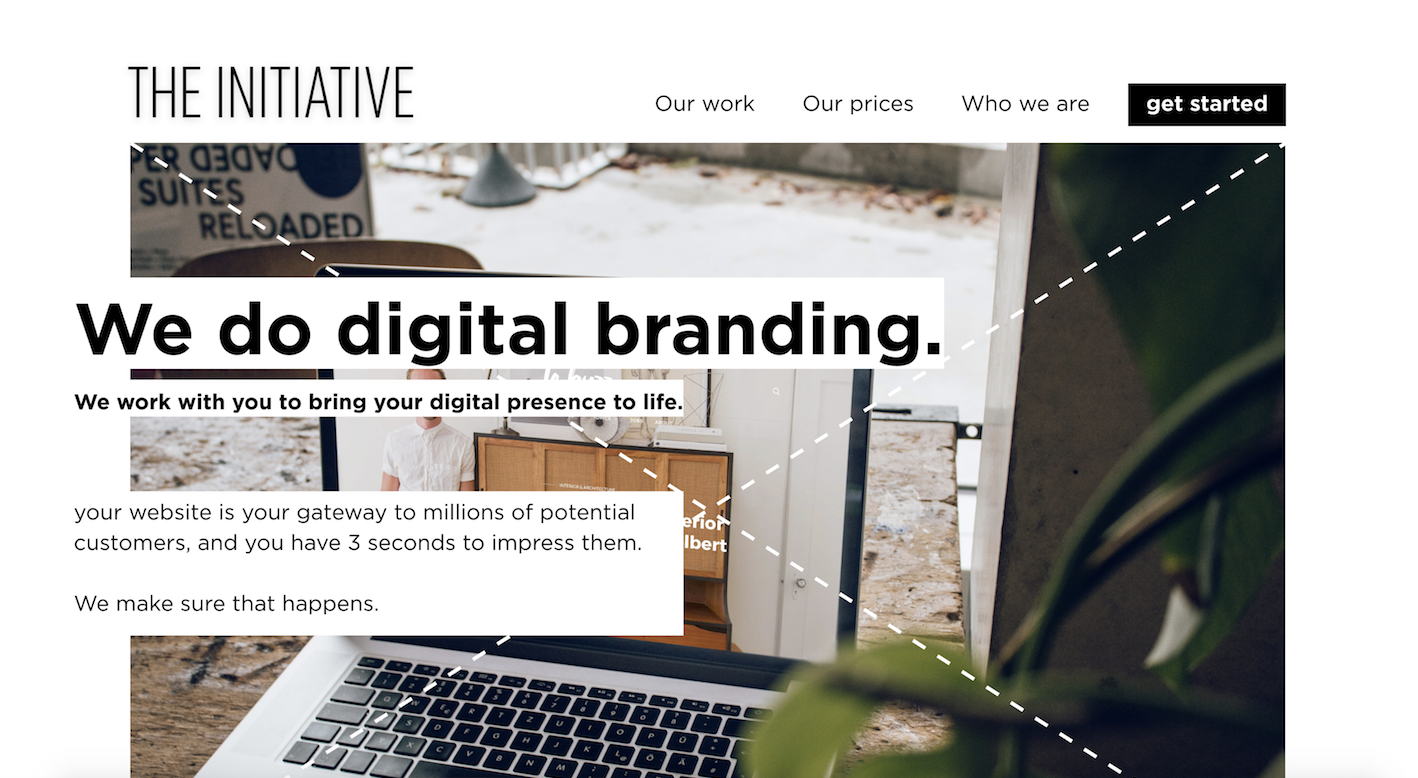 THE INITIATIVE
Our work
Our prices
Who we are
get started
SUITES
RELOADED
We do digital branding.
We work with you to bring your digital presence to life.
INTERIOR & ARCHITECTURE
your website is your gateway to millions of potential
customers, and you have 3 seconds to impress them.
We make sure that happens.